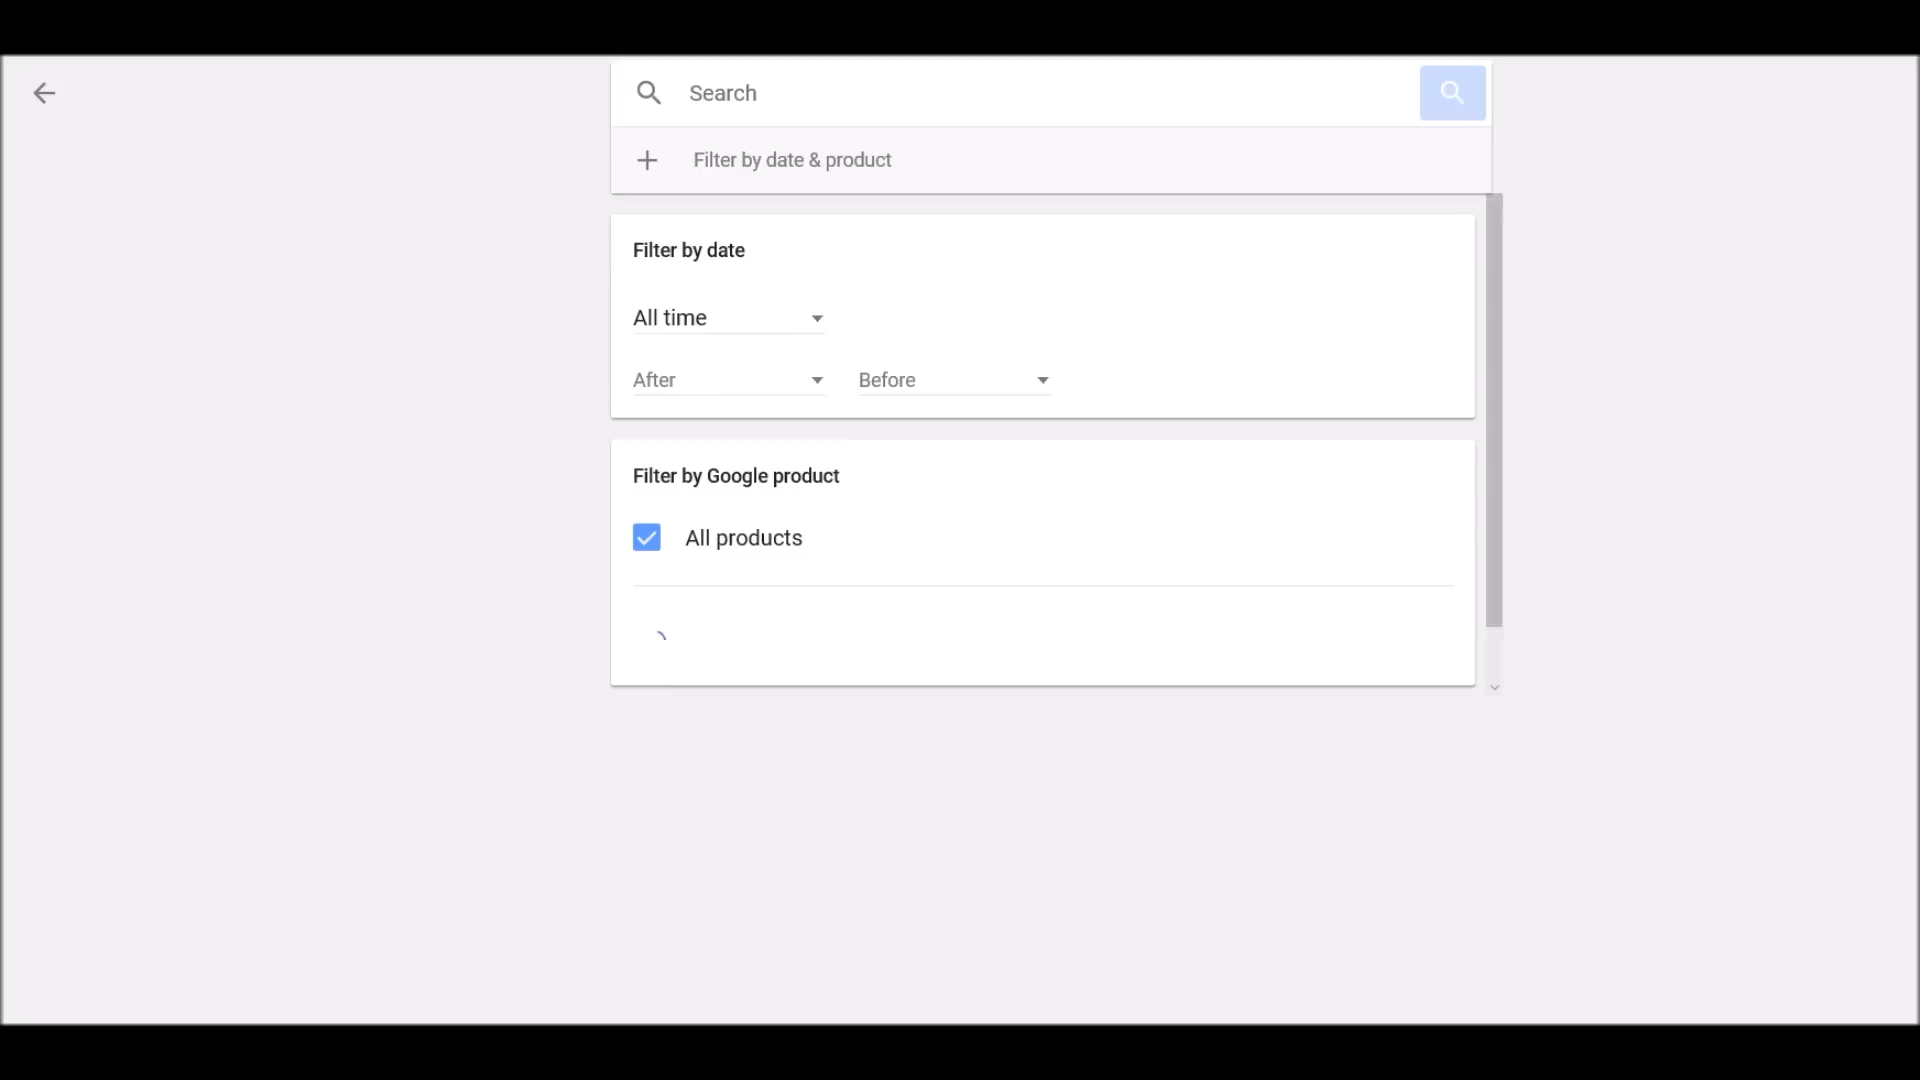 Search
Filter by date & product
Filter by date
All time
After Before
Filter by Google product
All products